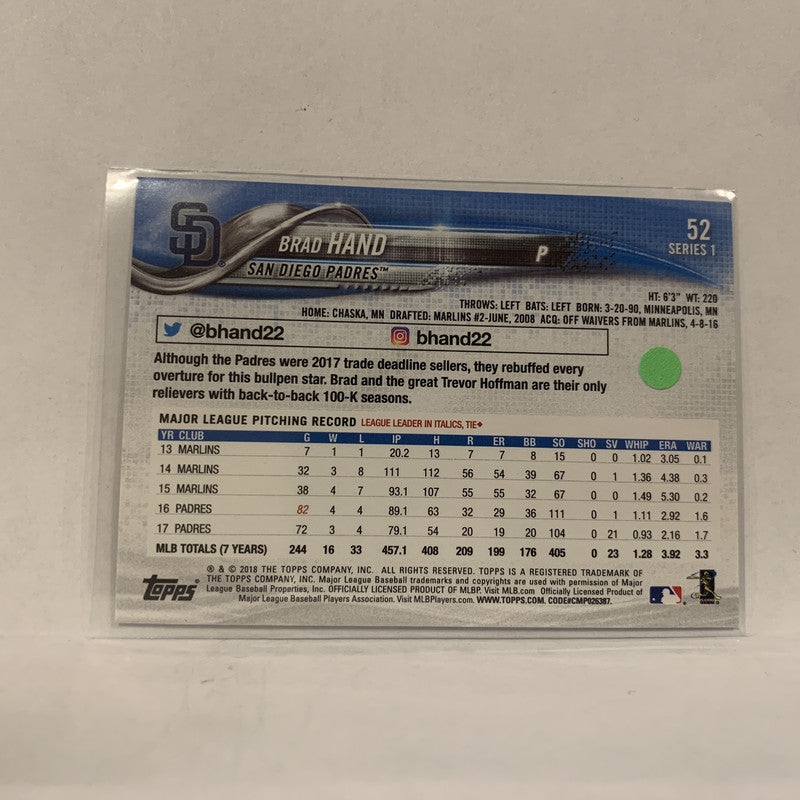 SD
BRAD HAND
P
52
SERIES 1
SAN DIEGO PADRES™
HT: 6'3" WT: 220
THROWS: LEFT BATS: LEFT BORN: 3-20-90, MINNEAPOLIS, MN
HOME: CHASKA, MN DRAFTED: MARLINS #2-JUNE, 2008 ACQ: OFF WAIVERS FROM MARLINS, 4-8-16
@bhand22 bhand22
Although the Padres were 2017 trade deadline sellers, they rebuffed every
overture for this bullpen star. Brad and the great Trevor Hoffman are their only
relievers with back-to-back 100-K seasons.
MAJOR LEAGUE PITCHING RECORD LEAGUE LEADER IN ITALICS, TIE♦
YR CLUB G W L IP H R ER BB SO SHO SV WHIP ERA WAR
13 MARLINS 7 1 1 20.2 13 7 7 8 15 0 0 1.02 3.05 0.1
14 MARLINS 32 3 8 111 112 56 54 39 67 0 1 1.36 4.38 0.3
15 MARLINS 38 4 7 93.1 107 55 55 32 67 0 0 1.49 5.30 0.2
16 PADRES 82 4 4 89.1 63 32 29 36 111 0 1 1.11 2.92 1.6
17 PADRES 72 3 4 79.1 54 20 19 20 104 0 21 0.93 2.16 1.7
MLB TOTALS (7 YEARS) 244 16 33 457.1 408 209 199 176 405 0 23 1.28 3.92 3.3
Topps®
® & © 2018 THE TOPPS COMPANY, INC. ALL RIGHTS RESERVED. TOPPS IS A REGISTERED TRADEMARK OF
THE TOPPS COMPANY, INC. Major League Baseball trademarks and copyrights are used with permission of Major
League Baseball Properties, Inc. OFFICIALLY LICENSED PRODUCT OF MLBP. Visit MLB.com Officially Licensed Product of
Major League Baseball Players Association. Visit MLBPlayers.com. WWW.TOPPS.COM. CODE#CMP026387.